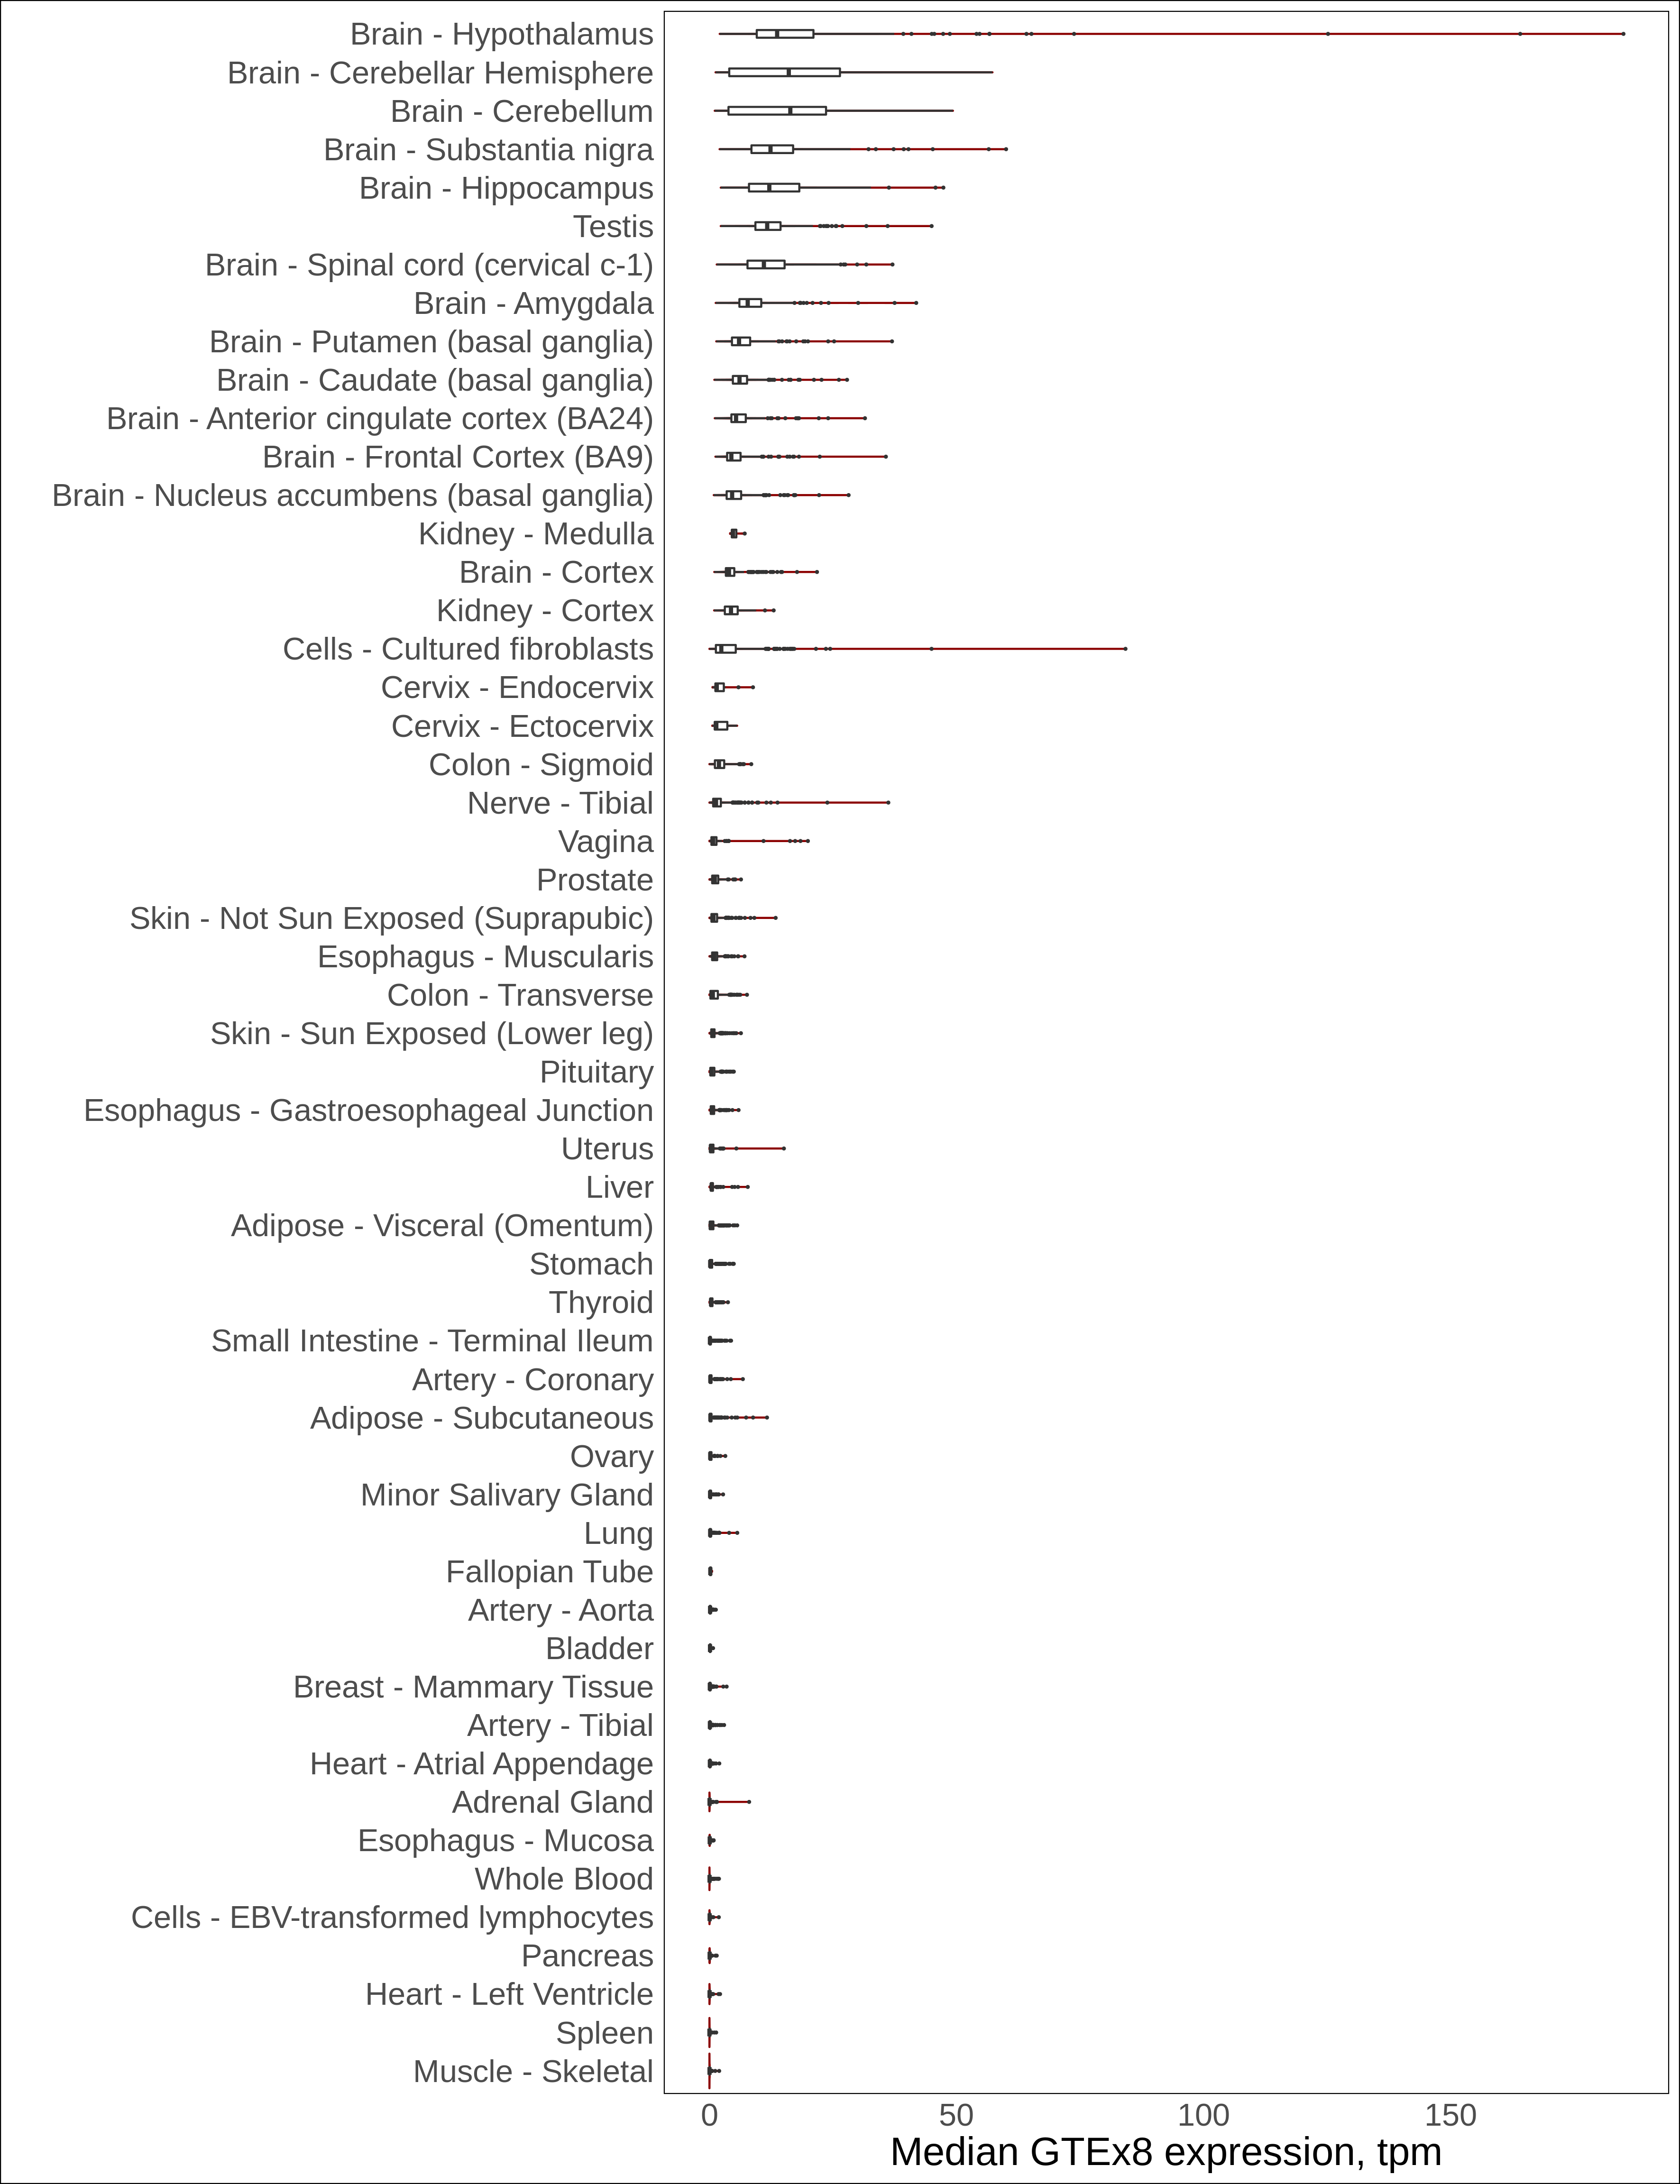 Brain - Hypothalamus
Brain - Cerebellar Hemisphere
Brain - Cerebellum
Brain - Substantia nigra
Brain - Hippocampus
Testis
Brain - Spinal cord (cervical c-1)
Brain - Amygdala
Brain - Putamen (basal ganglia)
Brain - Caudate (basal ganglia)
Brain - Anterior cingulate cortex (BA24)
Brain - Frontal Cortex (BA9)
Brain - Nucleus accumbens (basal ganglia)
Kidney - Medulla
Brain - Cortex
Kidney - Cortex
Cells - Cultured fibroblasts
Cervix - Endocervix
Cervix - Ectocervix
Colon - Sigmoid
Nerve - Tibial
Vagina
Prostate
Skin - Not Sun Exposed (Suprapubic)
Esophagus - Muscularis
Colon - Transverse
Skin - Sun Exposed (Lower leg)
Pituitary
Esophagus - Gastroesophageal Junction
Uterus
Liver
Adipose - Visceral (Omentum)
Stomach
Thyroid
Small Intestine - Terminal Ileum
Artery - Coronary
Adipose - Subcutaneous
Ovary
Minor Salivary Gland
Lung
Fallopian Tube
Artery - Aorta
Bladder
Breast - Mammary Tissue
Artery - Tibial
Heart - Atrial Appendage
Adrenal Gland
Esophagus - Mucosa
Whole Blood
Cells - EBV-transformed lymphocytes
Pancreas
Heart - Left Ventricle
Spleen
Muscle - Skeletal
0 50 100 150
Median GTEx8 expression, tpm